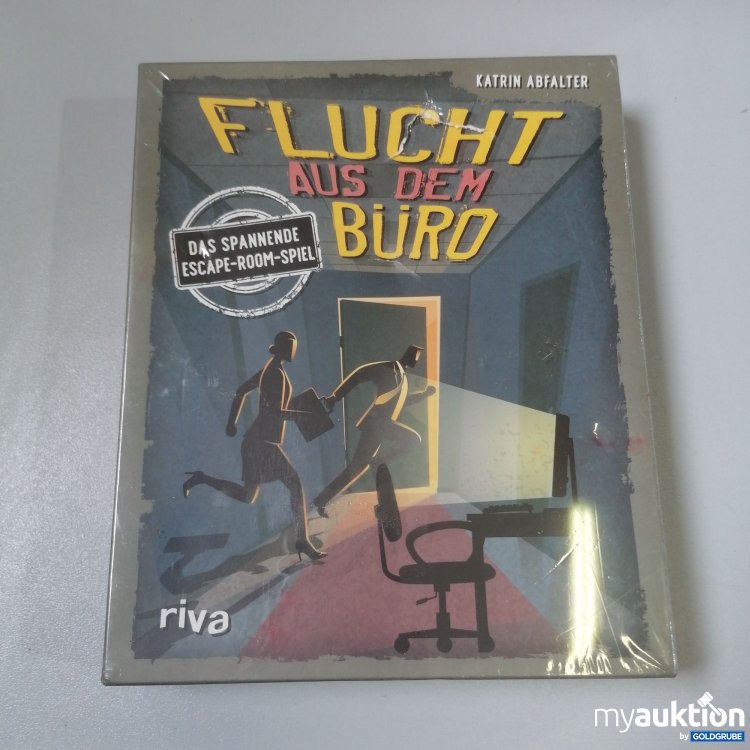 KATRIN ABFALTER
FLUCHT
AUS DEM
BÜRO
DAS SPANNENDE
ESCAPE-ROOM-SPIEL
riva
myauktion
by GOLDGRUBE